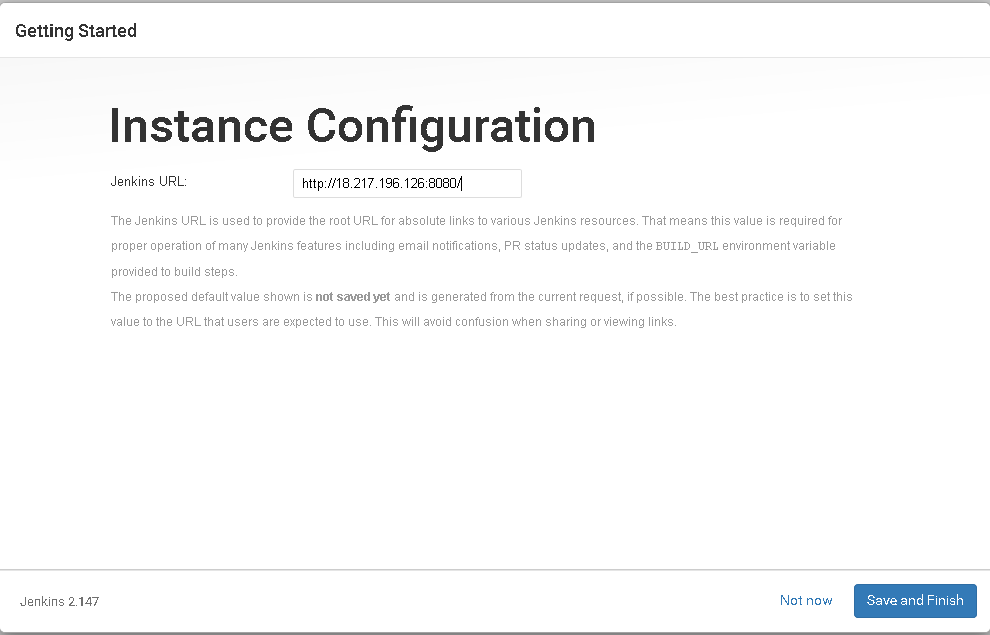 Getting Started
Instance Configuration
Jenkins URL: http://18.217.196.126:8080/
The Jenkins URL is used to provide the root URL for absolute links to various Jenkins resources. That means this value is required for
proper operation of many Jenkins features including email notifications, PR status updates, and the BUILD_URL environment variable
provided to build steps.
The proposed default value shown is not saved yet and is generated from the current request, if possible. The best practice is to set this
value to the URL that users are expected to use. This will avoid confusion when sharing or viewing links.
Jenkins 2.147 Not now Save and Finish